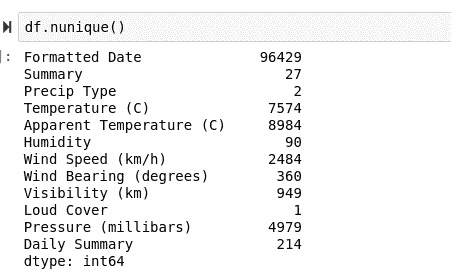 df.nunique()
Formatted Date 96429
Summary 27
Precip Type 2
Temperature (C) 7574
Apparent Temperature (C) 8984
Humidity 90
Wind Speed (km/h) 2484
Wind Bearing (degrees) 360
Visibility (km) 949
Loud Cover 1
Pressure (millibars) 4979
Daily Summary 214
dtype: int64